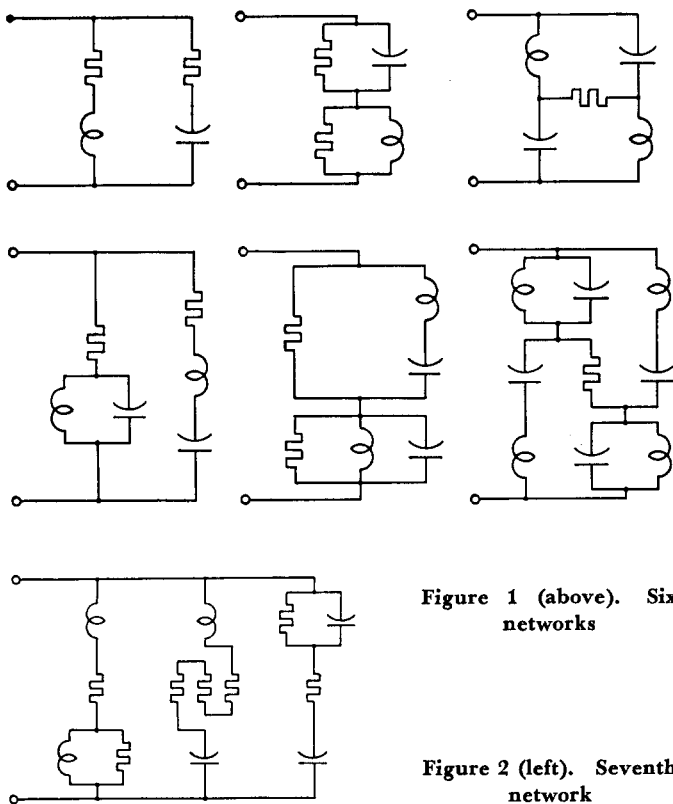 Figure 1 (above). Six
networks
Figure 2 (left). Seventh
network